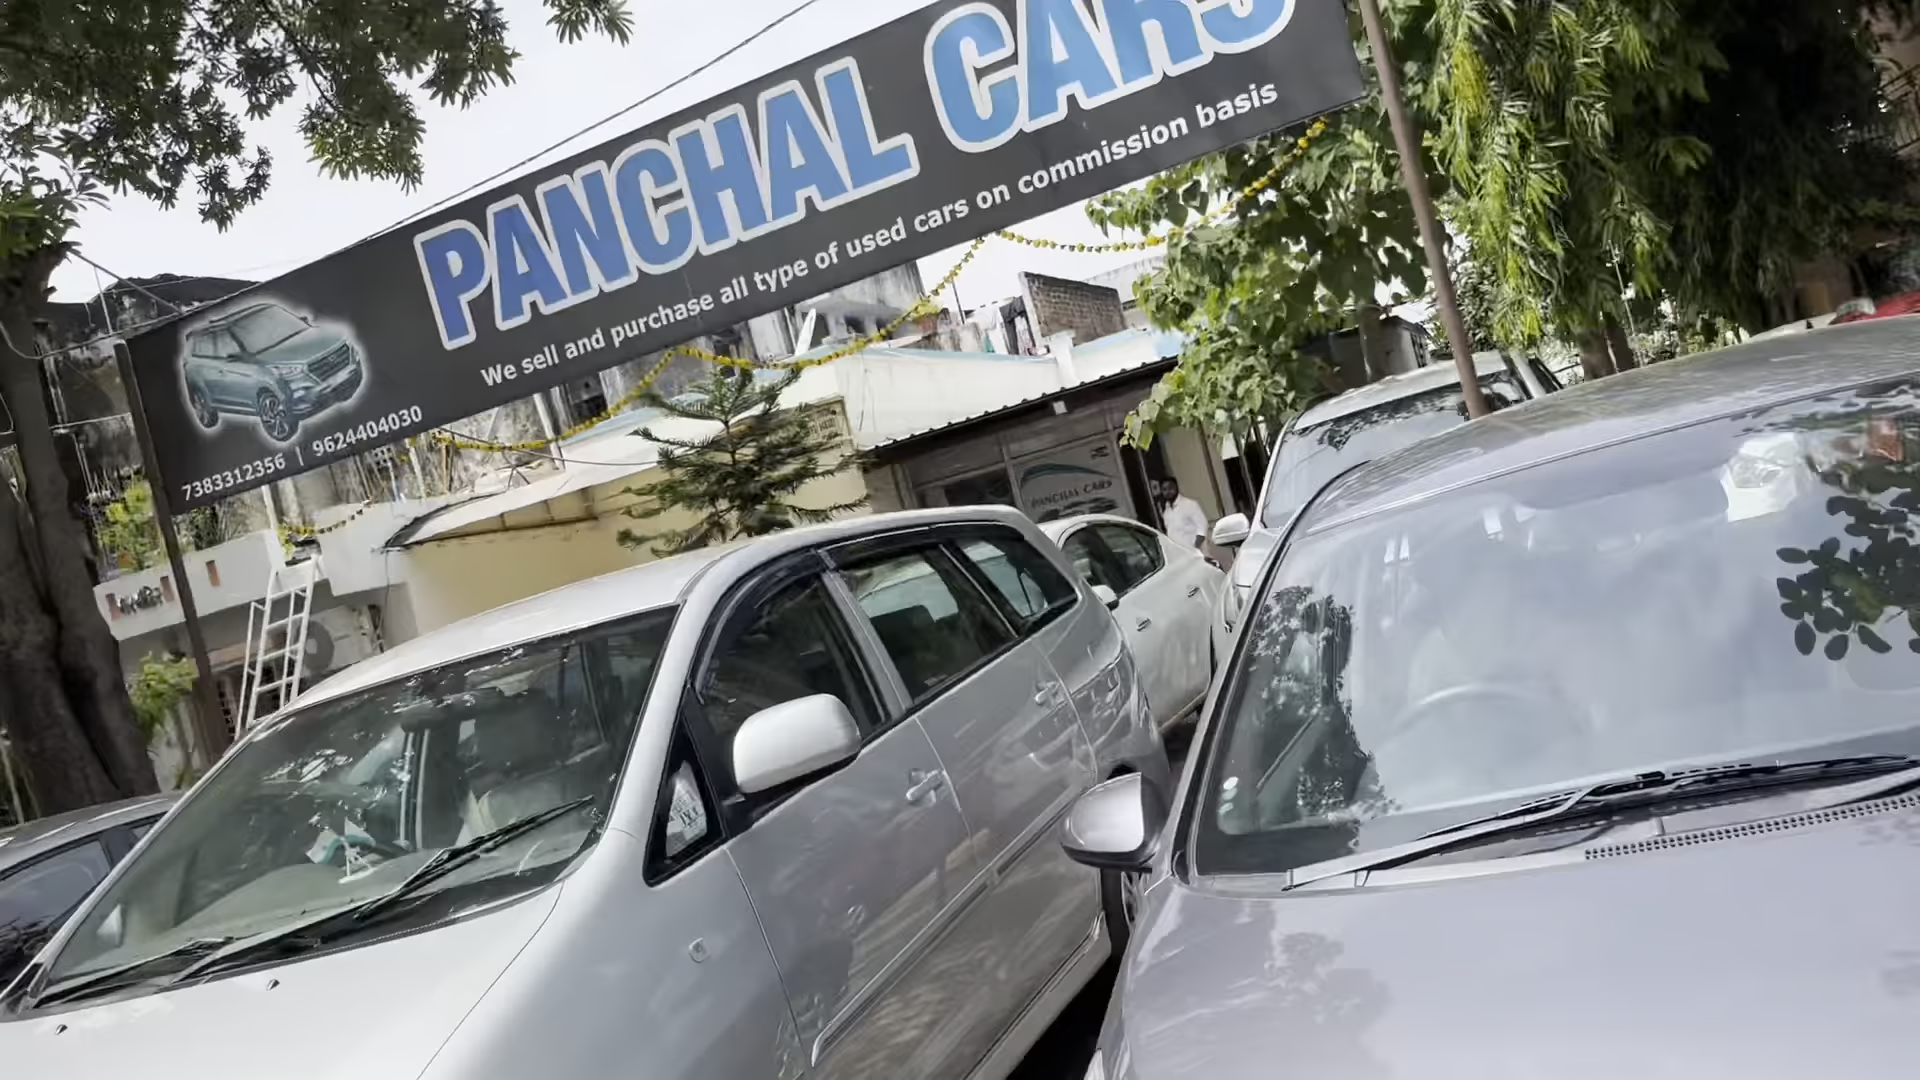 PANCHAL CARS
We sell and purchase all type of used cars on commission basis
7383312356 | 9624404030
PANCHAL CARS